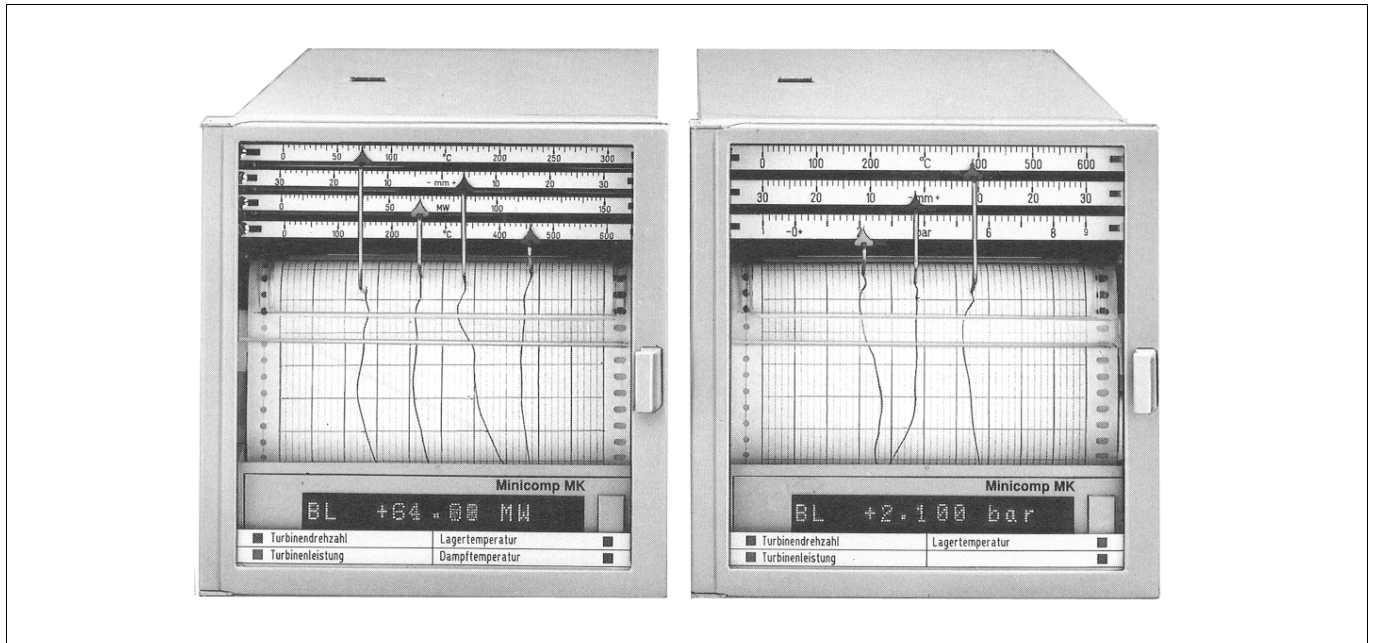 0 50 100 °C 200 250 300
30 20 10 - mm + 10 20 30
0 50 MW 100 150
0 100 200 °C 400 500 600
Minicomp MK
BL +64.00 MW
Turbinendrehzahl Lagertemperatur
Turbinenleistung Dampftemperatur
0 100 200 °C 400 500 600
30 20 10 -mm+ 10 20 30
1 -0+ 2 bar 6 8 9
Minicomp MK
BL +2.100 bar
Turbinendrehzahl Lagertemperatur
Turbinenleistung